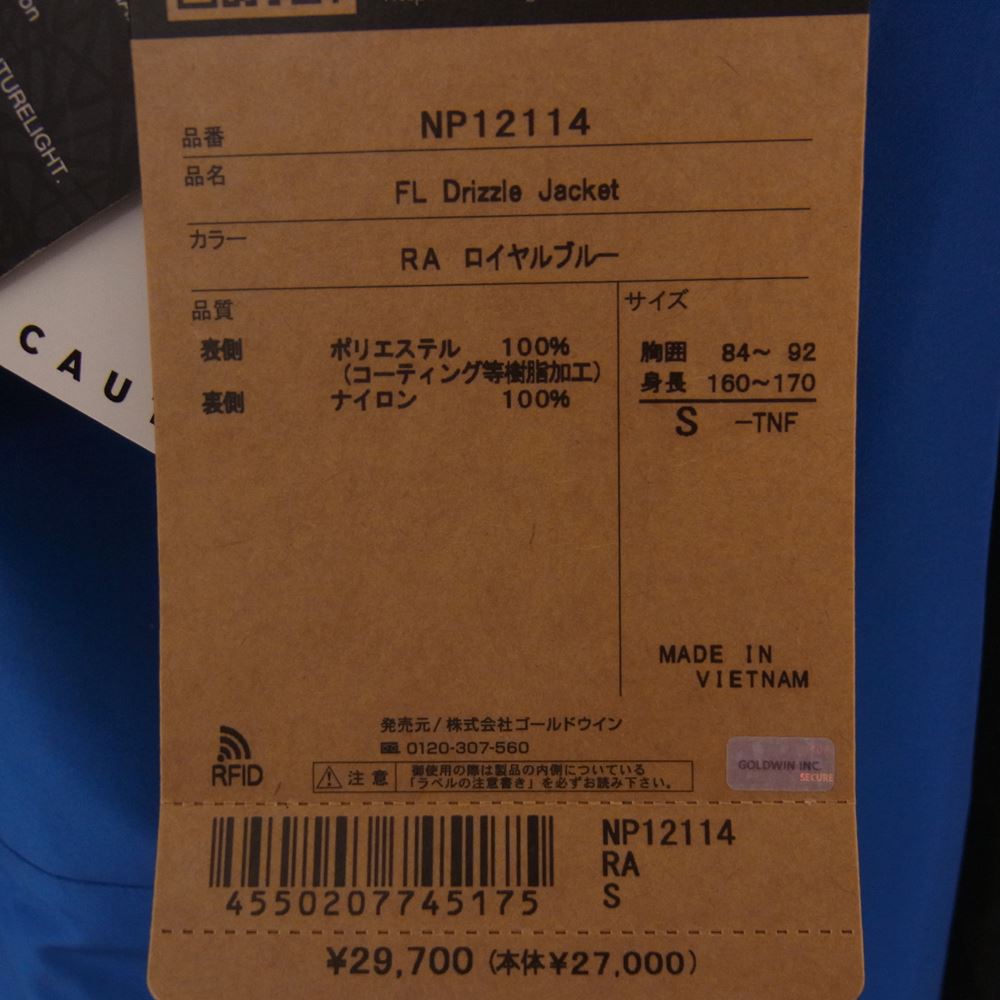 TURELIGHT.
CAU
品番 NP12114
品名 FL Drizzle Jacket
カラー RA ロイヤルブルー
品質
表側 ポリエステル 100%
(コーティング等樹脂加工)
裏側 ナイロン 100%
サイズ
胸囲 84~ 92
身長 160~170
S -TNF
MADE IN
VIETNAM
発売元/株式会社ゴールドウイン
0120-307-560
RFID
注意
御使用の際は製品の内側についている
「ラベルの注意書き」を必ずお読み下さい。
GOLDWIN INC.
SECURE
4550207745175
NP12114
RA
S
¥29,700 (本体¥27,000)